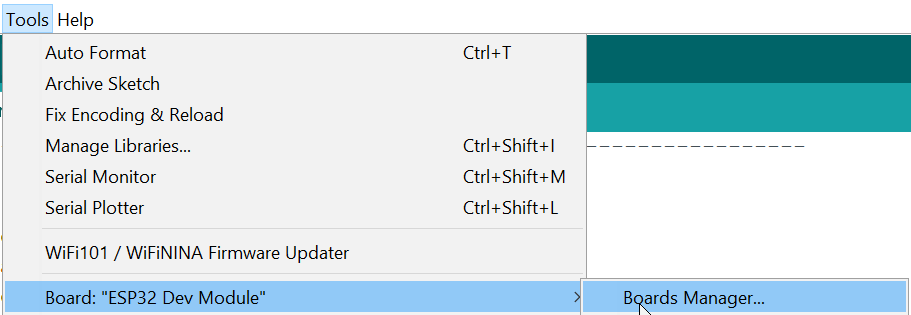 Tools Help
Auto Format Ctrl+T
Archive Sketch
Fix Encoding & Reload
Manage Libraries... Ctrl+Shift+I
Serial Monitor Ctrl+Shift+M
Serial Plotter Ctrl+Shift+L
WiFi101 / WiFiNINA Firmware Updater
Board: "ESP32 Dev Module" Boards Manager...